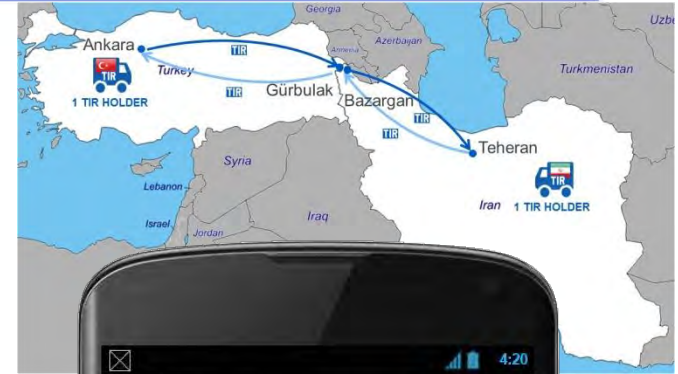 Georgia
Uzbe
Ankara
TIR
Armenia
Azerbaijan
Turkey
TIR
Turkmenistan
TIR
1 TIR HOLDER
Gürbulak
Bazargan
TIR
TIR
Teheran
Syria
TIR
Lebanon
Iran
1 TIR HOLDER
Israel
Iraq
Jordan
4:20